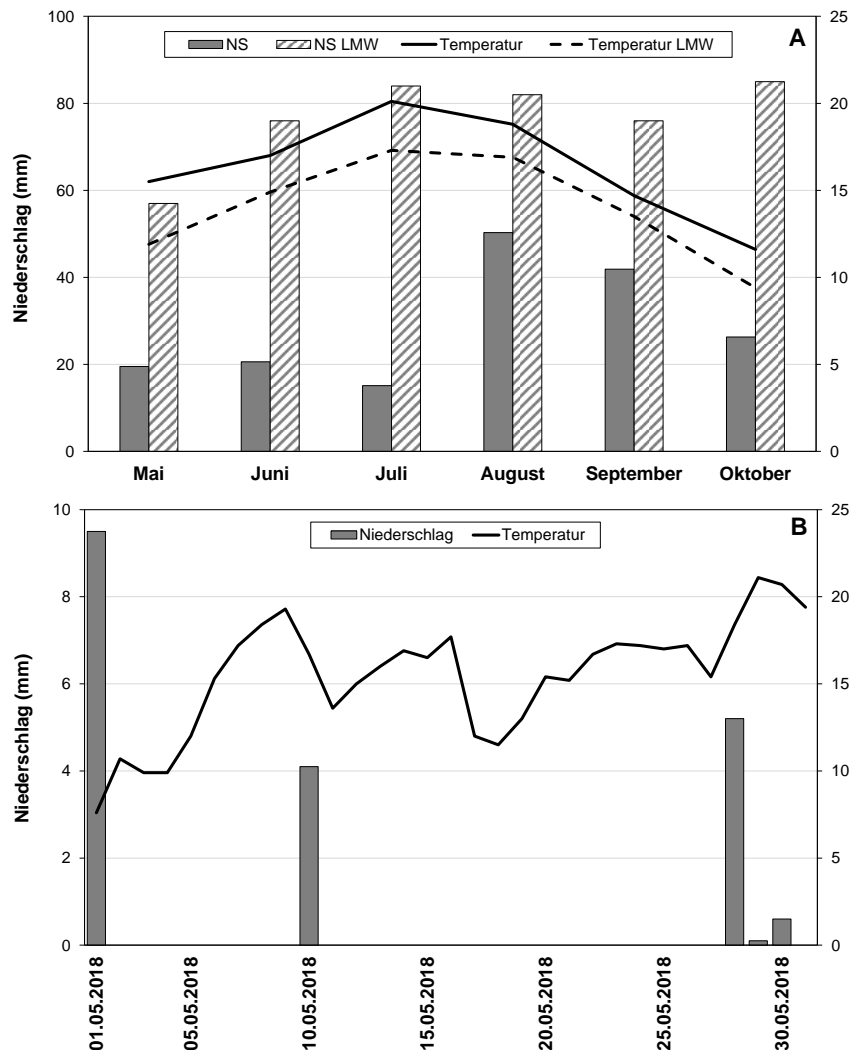 100
25
NS
NS LMW
Temperatur
Temperatur LMW
A
80
20
60
15
40
10
20
5
0
0
Niederschlag (mm)
Mai
Juni
Juli
August
September
Oktober
10
25
Niederschlag
Temperatur
B
8
20
6
15
4
10
2
5
0
0
Niederschlag (mm)
01.05.2018
05.05.2018
10.05.2018
15.05.2018
20.05.2018
25.05.2018
30.05.2018